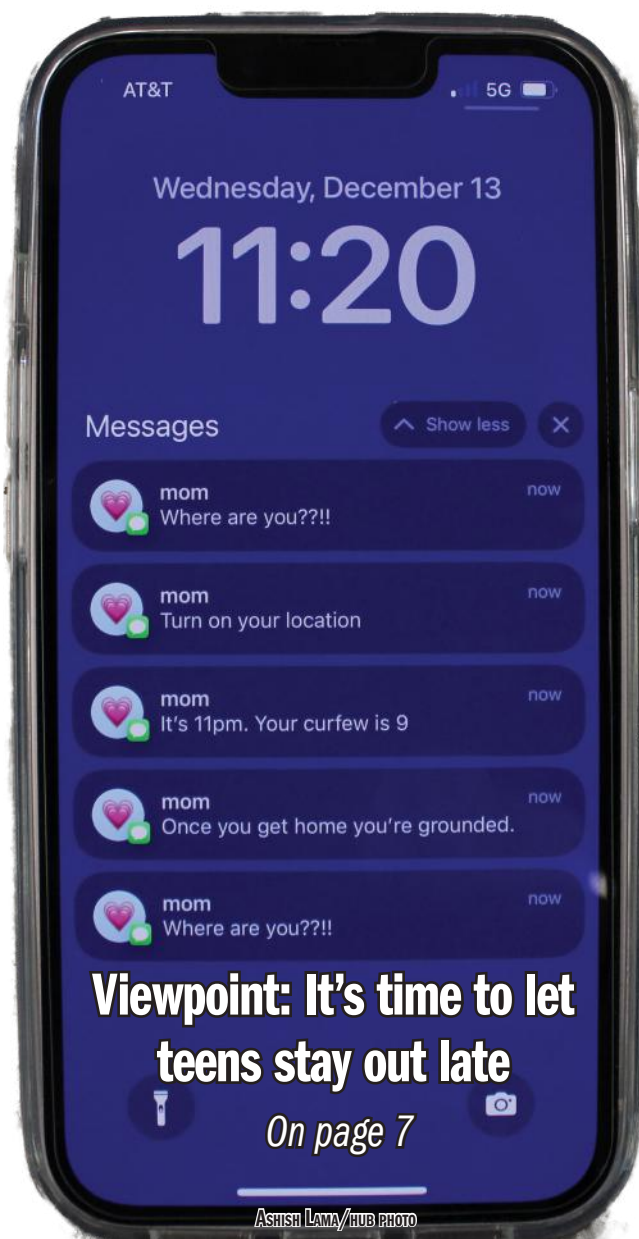 AT&T 5G
Wednesday, December 13
11:20
Messages
Show less
mom now
Where are you??!!
mom now
Turn on your location
mom now
It's 11pm. Your curfew is 9
mom now
Once you get home you're grounded.
mom now
Where are you??!!
Viewpoint: It's time to let
teens stay out late
On page 7
ASHISH LAMA/HUB PHOTO